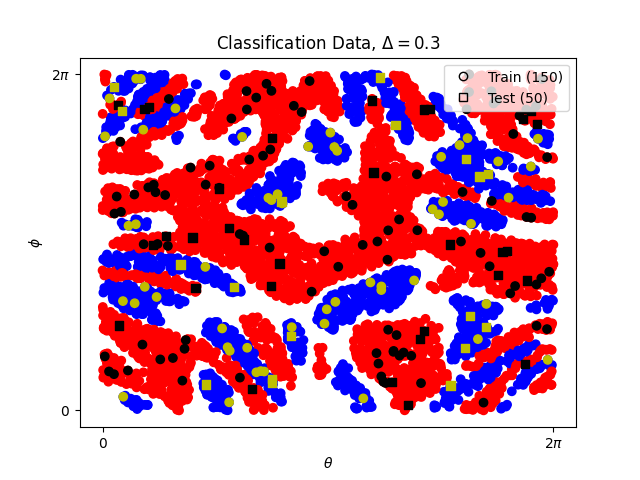 Classification Data, Δ = 0.3
2π
Train (150)
Test (50)
ϕ
0
0
2π
θ